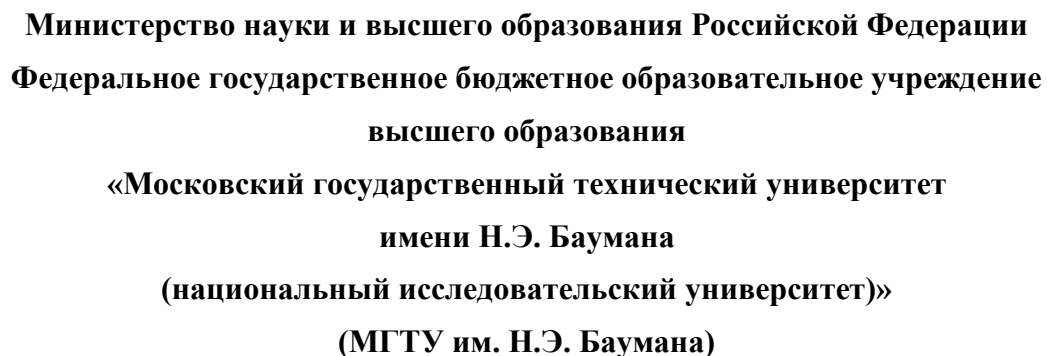 Министерство науки и высшего образования Российской Федерации
Федеральное государственное бюджетное образовательное учреждение
высшего образования
«Московский государственный технический университет
имени Н.Э. Баумана
(национальный исследовательский университет)»
(МГТУ им. Н.Э. Баумана)